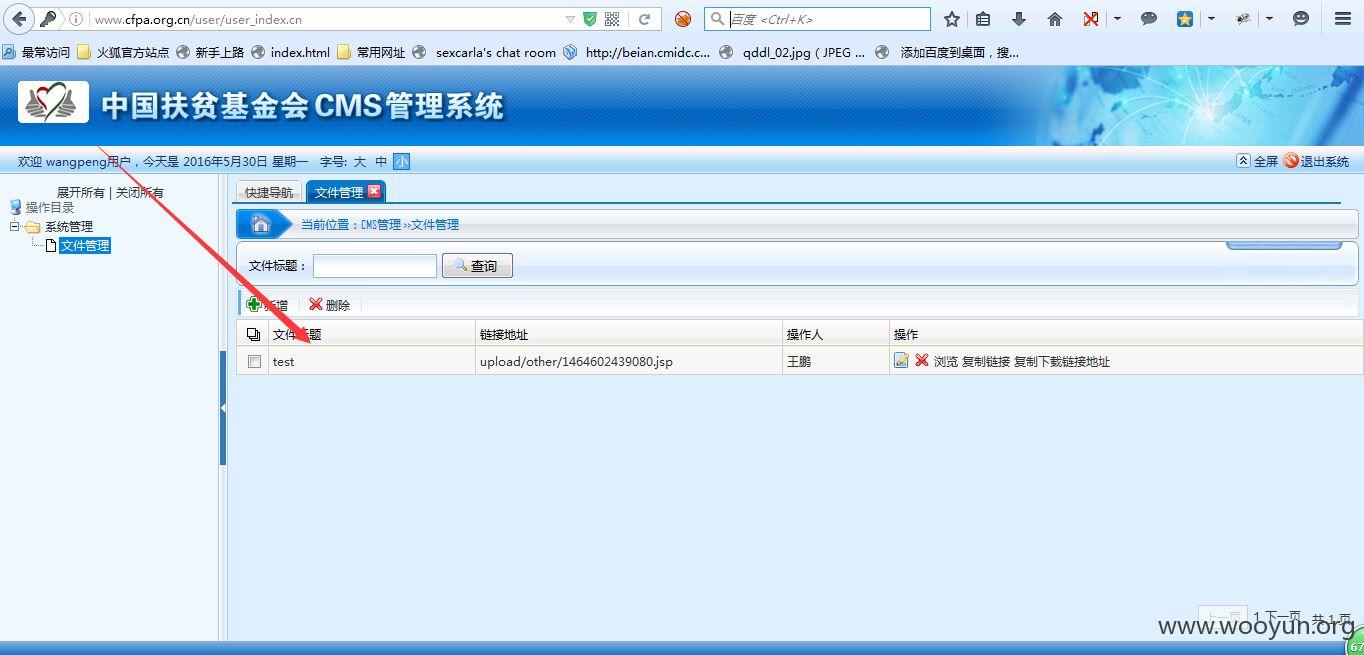 www.cfpa.org.cn/user/user_index.cn 百度 <Ctrl+K>
最常访问 火狐官方站点 新手上路 index.html 常用网址 sexcarla's chat room http://beian.cmidc.c... qddl_02.jpg ( JPEG ... 添加百度到桌面，搜...
中国扶贫基金会CMS管理系统
欢迎 wangpeng用户，今天是 2016年5月30日 星期一 字号: 大 中 小 全屏 退出系统
展开所有 | 关闭所有
操作目录
系统管理
文件管理
快捷导航 文件管理
当前位置：CMS管理>>文件管理
文件标题： 查询
新增 删除
文件标题 链接地址 操作人 操作
test upload/other/1464602439080.jsp 王鹏 浏览 复制链接 复制下载链接地址
上一页 1 下一页 共 1 页
www.wooyun.org
67